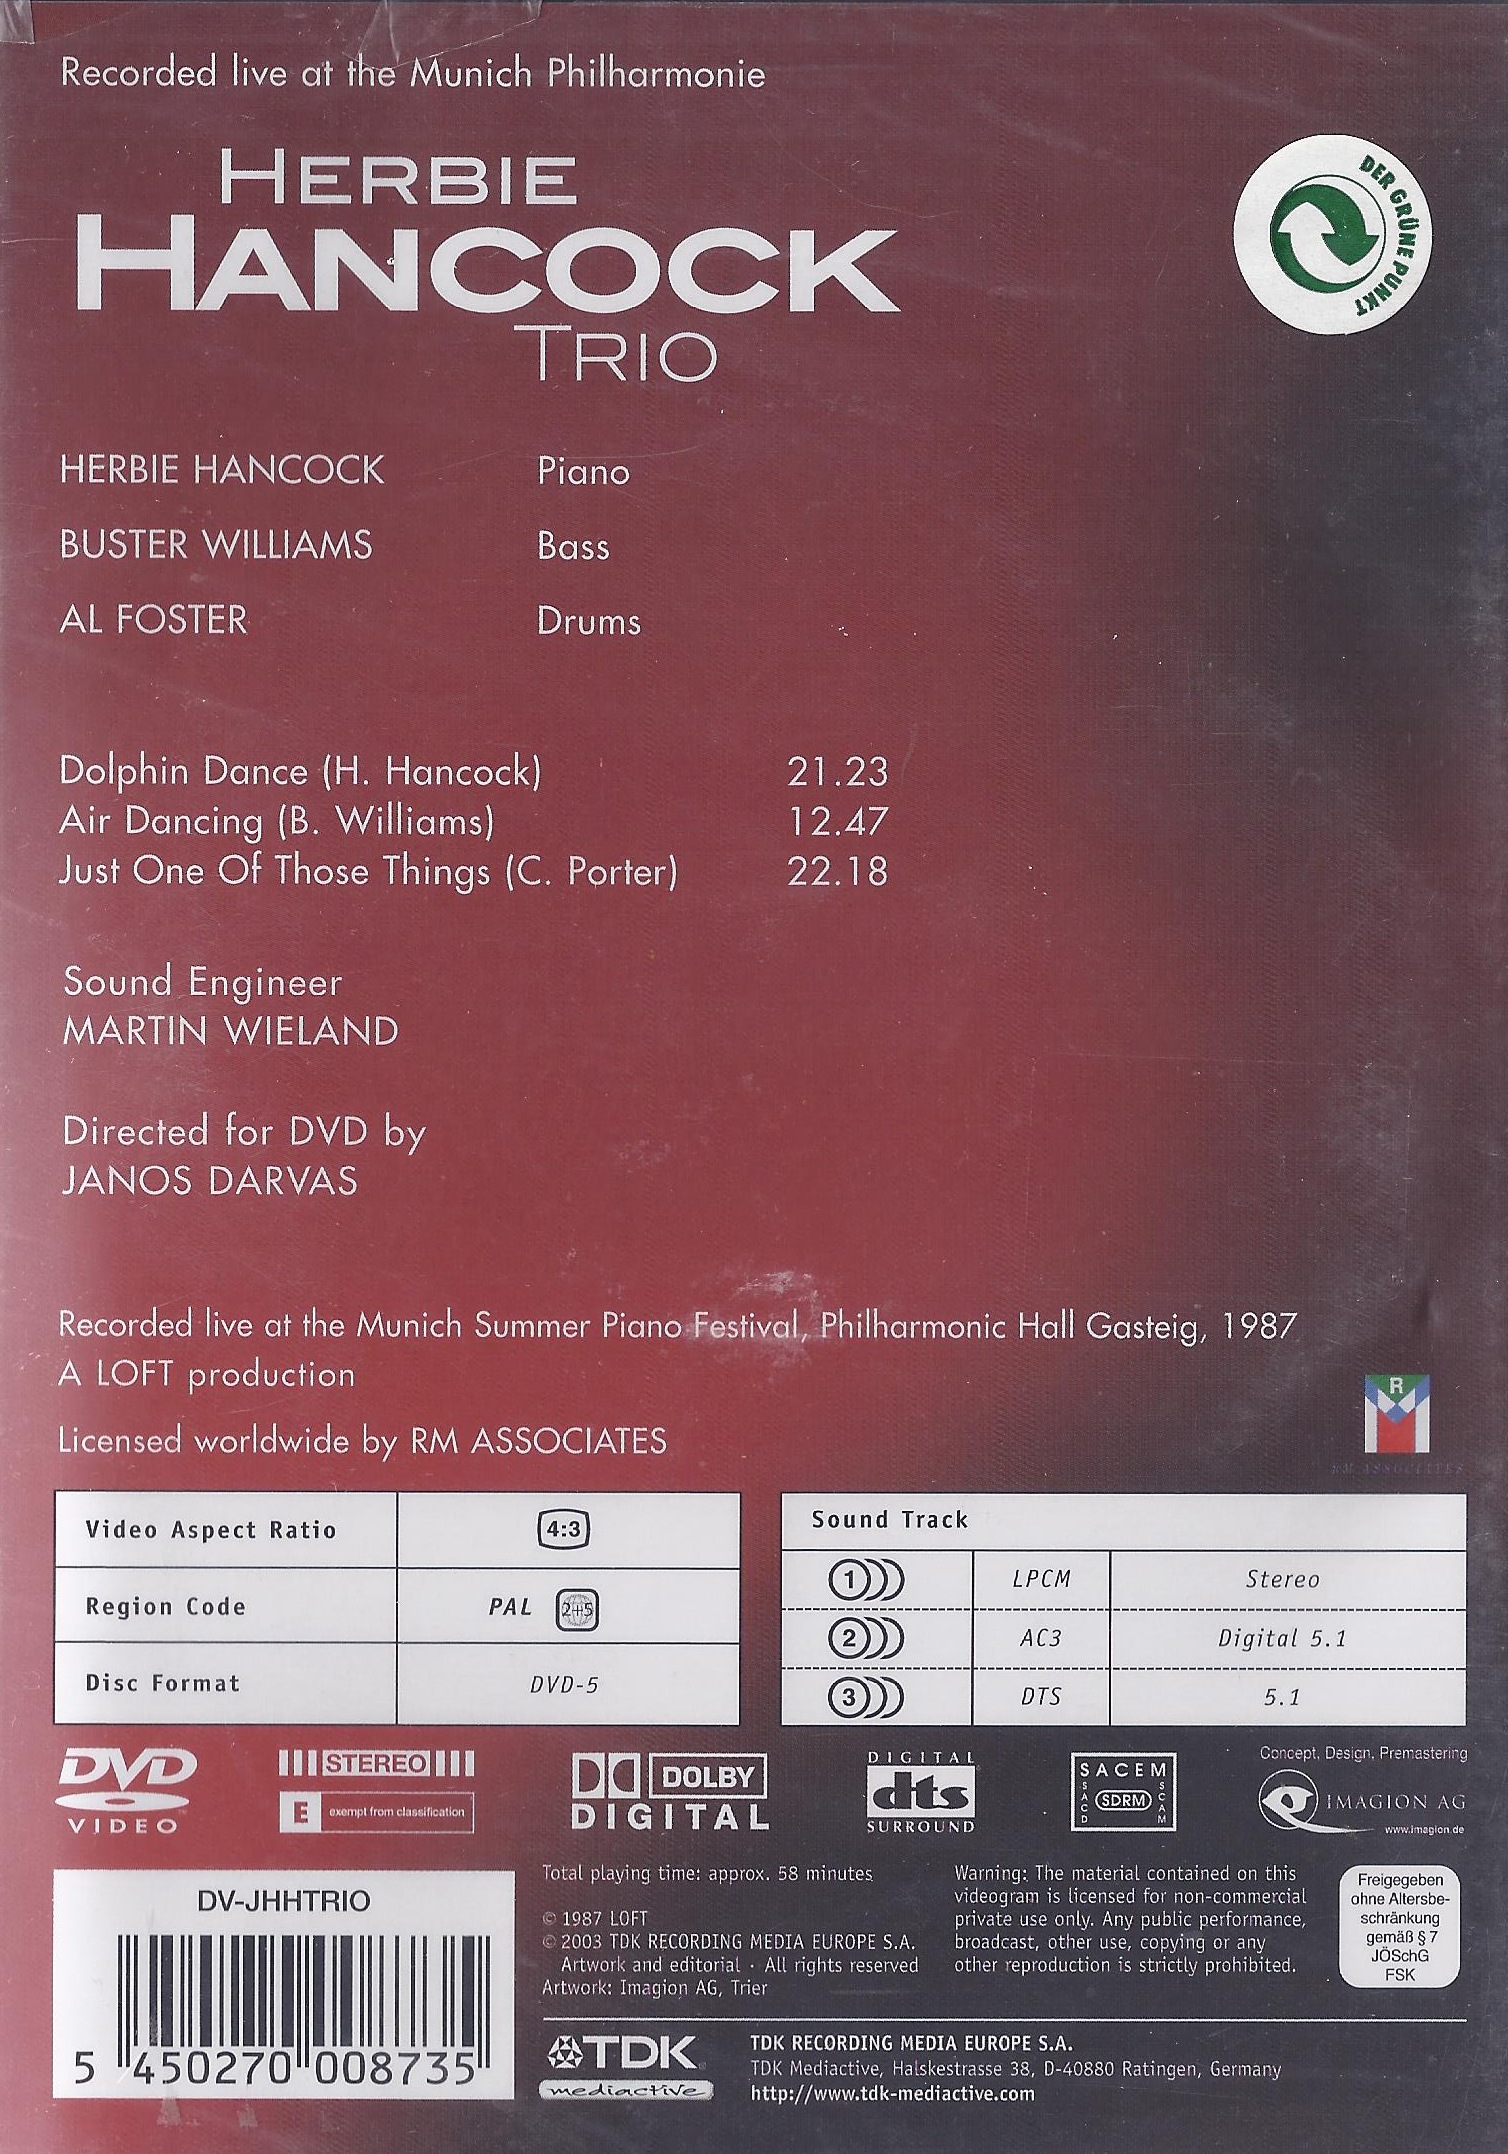 Recorded live at the Munich Philharmonie
DER GRÜNE PUNKT
HERBIE
HANCOCK
TRIO
HERBIE HANCOCK Piano
BUSTER WILLIAMS Bass
AL FOSTER Drums
Dolphin Dance (H. Hancock) 21.23
Air Dancing (B. Williams) 12.47
Just One Of Those Things (C. Porter) 22.18
Sound Engineer
MARTIN WIELAND
Directed for DVD by
JANOS DARVAS
Recorded live at the Munich Summer Piano Festival, Philharmonic Hall Gasteig, 1987
A LOFT production
Licensed worldwide by RM ASSOCIATES
R M
RM ASSOCIATES
Video Aspect Ratio 4:3
Region Code PAL 2+5
Disc Format DVD-5
Sound Track
1 LPCM Stereo
2 AC3 Digital 5.1
3 DTS 5.1
DVD
VIDEO
STEREO
E exempt from classification
DOLBY
DIGITAL
DIGITAL
dts
SURROUND
SACEM
SACD
SDRM
SCAM
Concept, Design, Premastering
IMAGION AG
www.imagion.de
DV-JHHTRIO
5 450270 008735
Total playing time: approx. 58 minutes
© 1987 LOFT
© 2003 TDK RECORDING MEDIA EUROPE S.A.
Artwork and editorial · All rights reserved
Artwork: Imagion AG, Trier
Warning: The material contained on this
videogram is licensed for non-commercial
private use only. Any public performance,
broadcast, other use, copying or any
other reproduction is strictly prohibited.
Freigegeben
ohne Altersbe-
schränkung
gemäß § 7
JÖSchG
FSK
TDK
mediactive
TDK RECORDING MEDIA EUROPE S.A.
TDK Mediactive, Halskestrasse 38, D-40880 Ratingen, Germany
http://www.tdk-mediactive.com